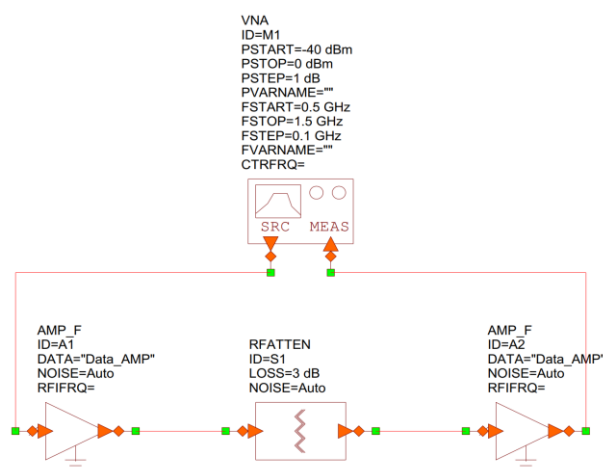 VNA
ID=M1
PSTART=-40 dBm
PSTOP=0 dBm
PSTEP=1 dB
PVARNAME=""
FSTART=0.5 GHz
FSTOP=1.5 GHz
FSTEP=0.1 GHz
FVARNAME=""
CTRFRQ=
SRC MEAS
AMP_F
ID=A1
DATA="Data_AMP"
NOISE=Auto
RFIFRQ=
RFATTEN
ID=S1
LOSS=3 dB
NOISE=Auto
AMP_F
ID=A2
DATA="Data_AMP"
NOISE=Auto
RFIFRQ=